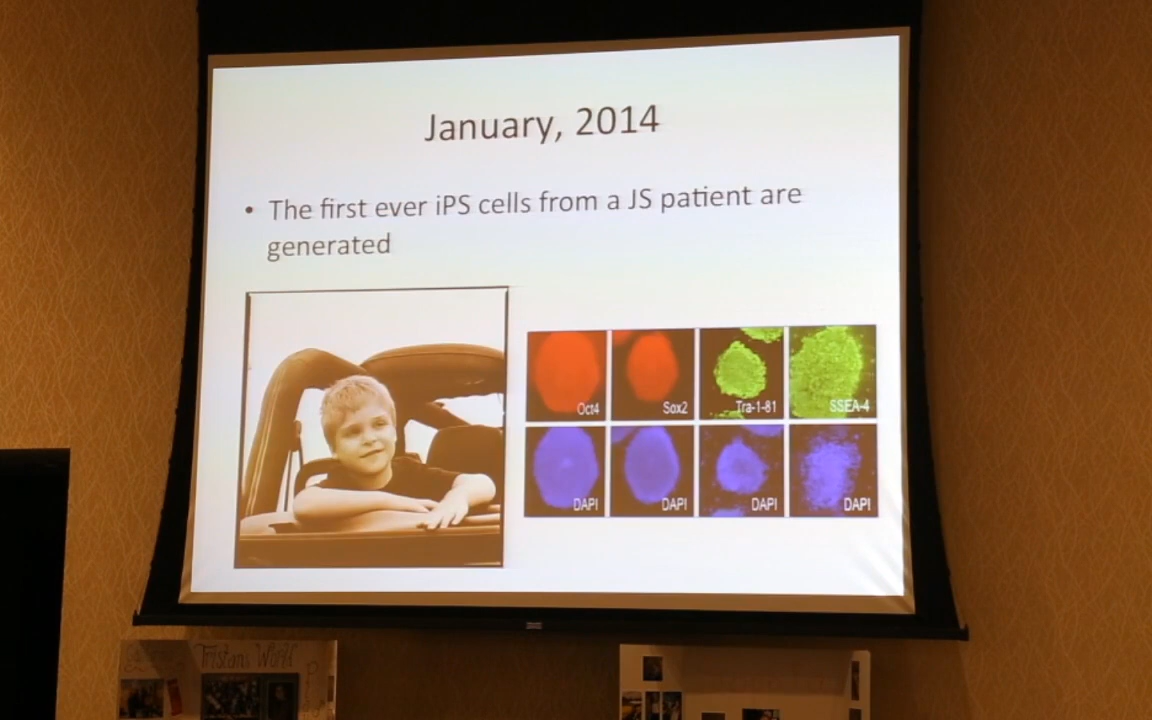 January, 2014
• The first ever iPS cells from a JS patient are
generated
Oct4
Sox2
Tra-1-81
SSEA-4
DAPI
DAPI
DAPI
DAPI
Tristans World